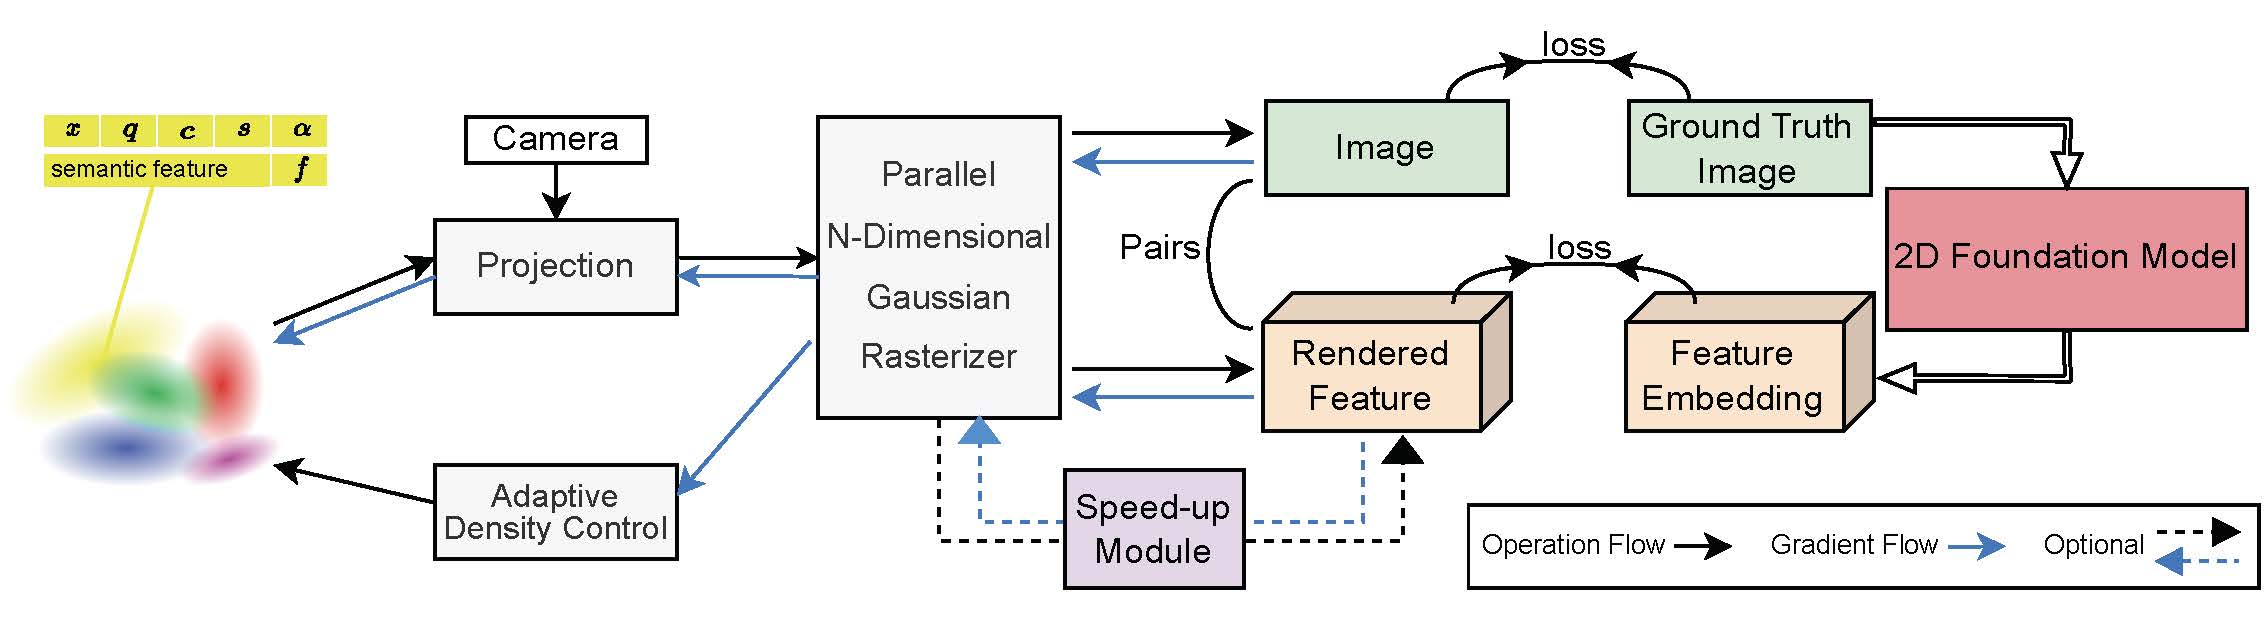 x q c s α
semantic feature f
Camera
Projection
Adaptive
Density Control
Parallel
N-Dimensional
Gaussian
Rasterizer
Pairs
loss
Image
Ground Truth
Image
2D Foundation Model
loss
Rendered
Feature
Feature
Embedding
Speed-up
Module
Operation Flow
Gradient Flow
Optional